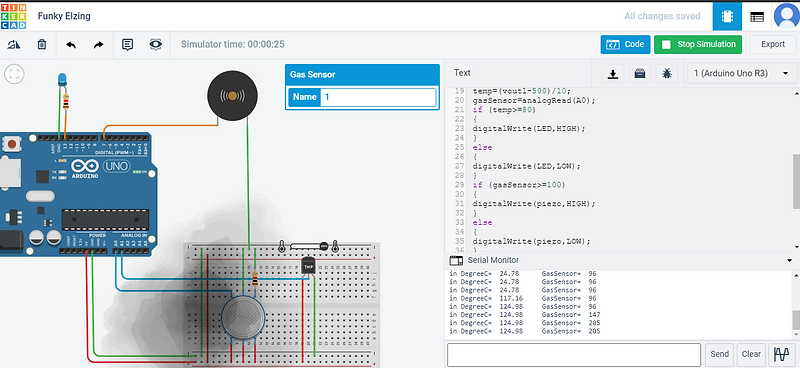 TIN
KER
CAD
Funky Elzing
All changes saved
Simulator time: 00:00:25
Code
Stop Simulation
Export
Gas Sensor
Name 1
Text
1 (Arduino Uno R3)
19 temp=(vout1-500)/10;
20 gasSensor=analogRead(A0);
21 if (temp>=80)
22 {
23 digitalWrite(LED,HIGH);
24 }
25 else
26 {
27 digitalWrite(LED,LOW);
28 }
29 if (gasSensor>=100)
30 {
31 digitalWrite(piezo,HIGH);
32 }
33 else
34 {
35 digitalWrite(piezo,LOW);
DIGITAL (PWM~)
UNO
ARDUINO
POWER
ANALOG IN
TMP
Serial Monitor
in DegreeC= 24.78 GasSensor= 96
in DegreeC= 24.78 GasSensor= 96
in DegreeC= 24.78 GasSensor= 96
in DegreeC= 117.16 GasSensor= 96
in DegreeC= 124.98 GasSensor= 96
in DegreeC= 124.98 GasSensor= 147
in DegreeC= 124.98 GasSensor= 205
in DegreeC= 124.98 GasSensor= 205
Send
Clear